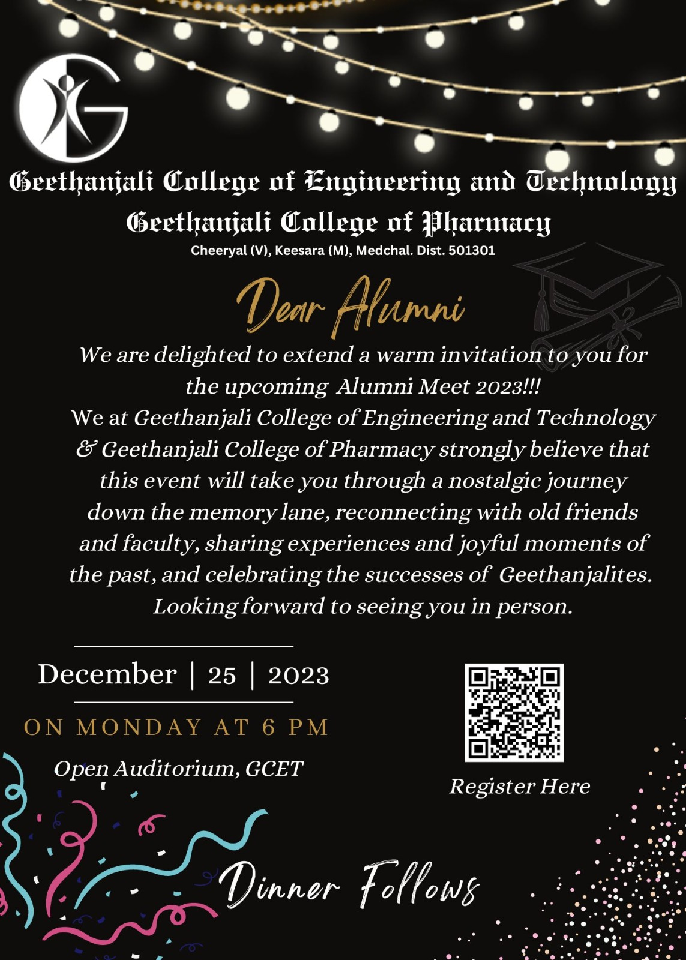 Geethanjali College of Engineering and Technology
Geethanjali College of Pharmacy
Cheeryal (V), Keesara (M), Medchal. Dist. 501301
Dear Alumni
We are delighted to extend a warm invitation to you for
the upcoming Alumni Meet 2023!!!
We at Geethanjali College of Engineering and Technology
& Geethanjali College of Pharmacy strongly believe that
this event will take you through a nostalgic journey
down the memory lane, reconnecting with old friends
and faculty, sharing experiences and joyful moments of
the past, and celebrating the successes of Geethanjalites.
Looking forward to seeing you in person.
December | 25 | 2023
ON MONDAY AT 6 PM
Open Auditorium, GCET
Register Here
Dinner Follows